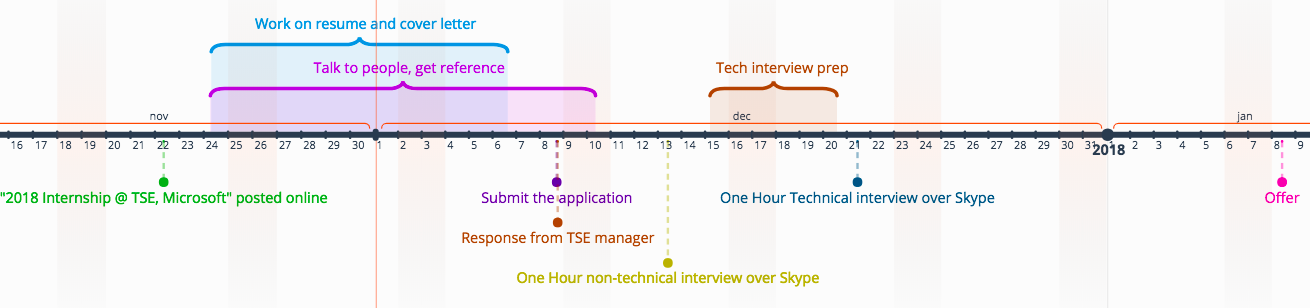 Work on resume and cover letter
Talk to people, get reference
Tech interview prep
nov dec jan
16 17 18 19 20 21 22 23 24 25 26 27 28 29 30 1 2 3 4 5 6 7 8 9 10 11 12 13 14 15 16 17 18 19 20 21 22 23 24 25 26 27 28 29 30 31 2018 2 3 4 5 6 7 8 9
"2018 Internship @ TSE, Microsoft" posted online
Submit the application
One Hour Technical interview over Skype
Offer
Response from TSE manager
One Hour non-technical interview over Skype